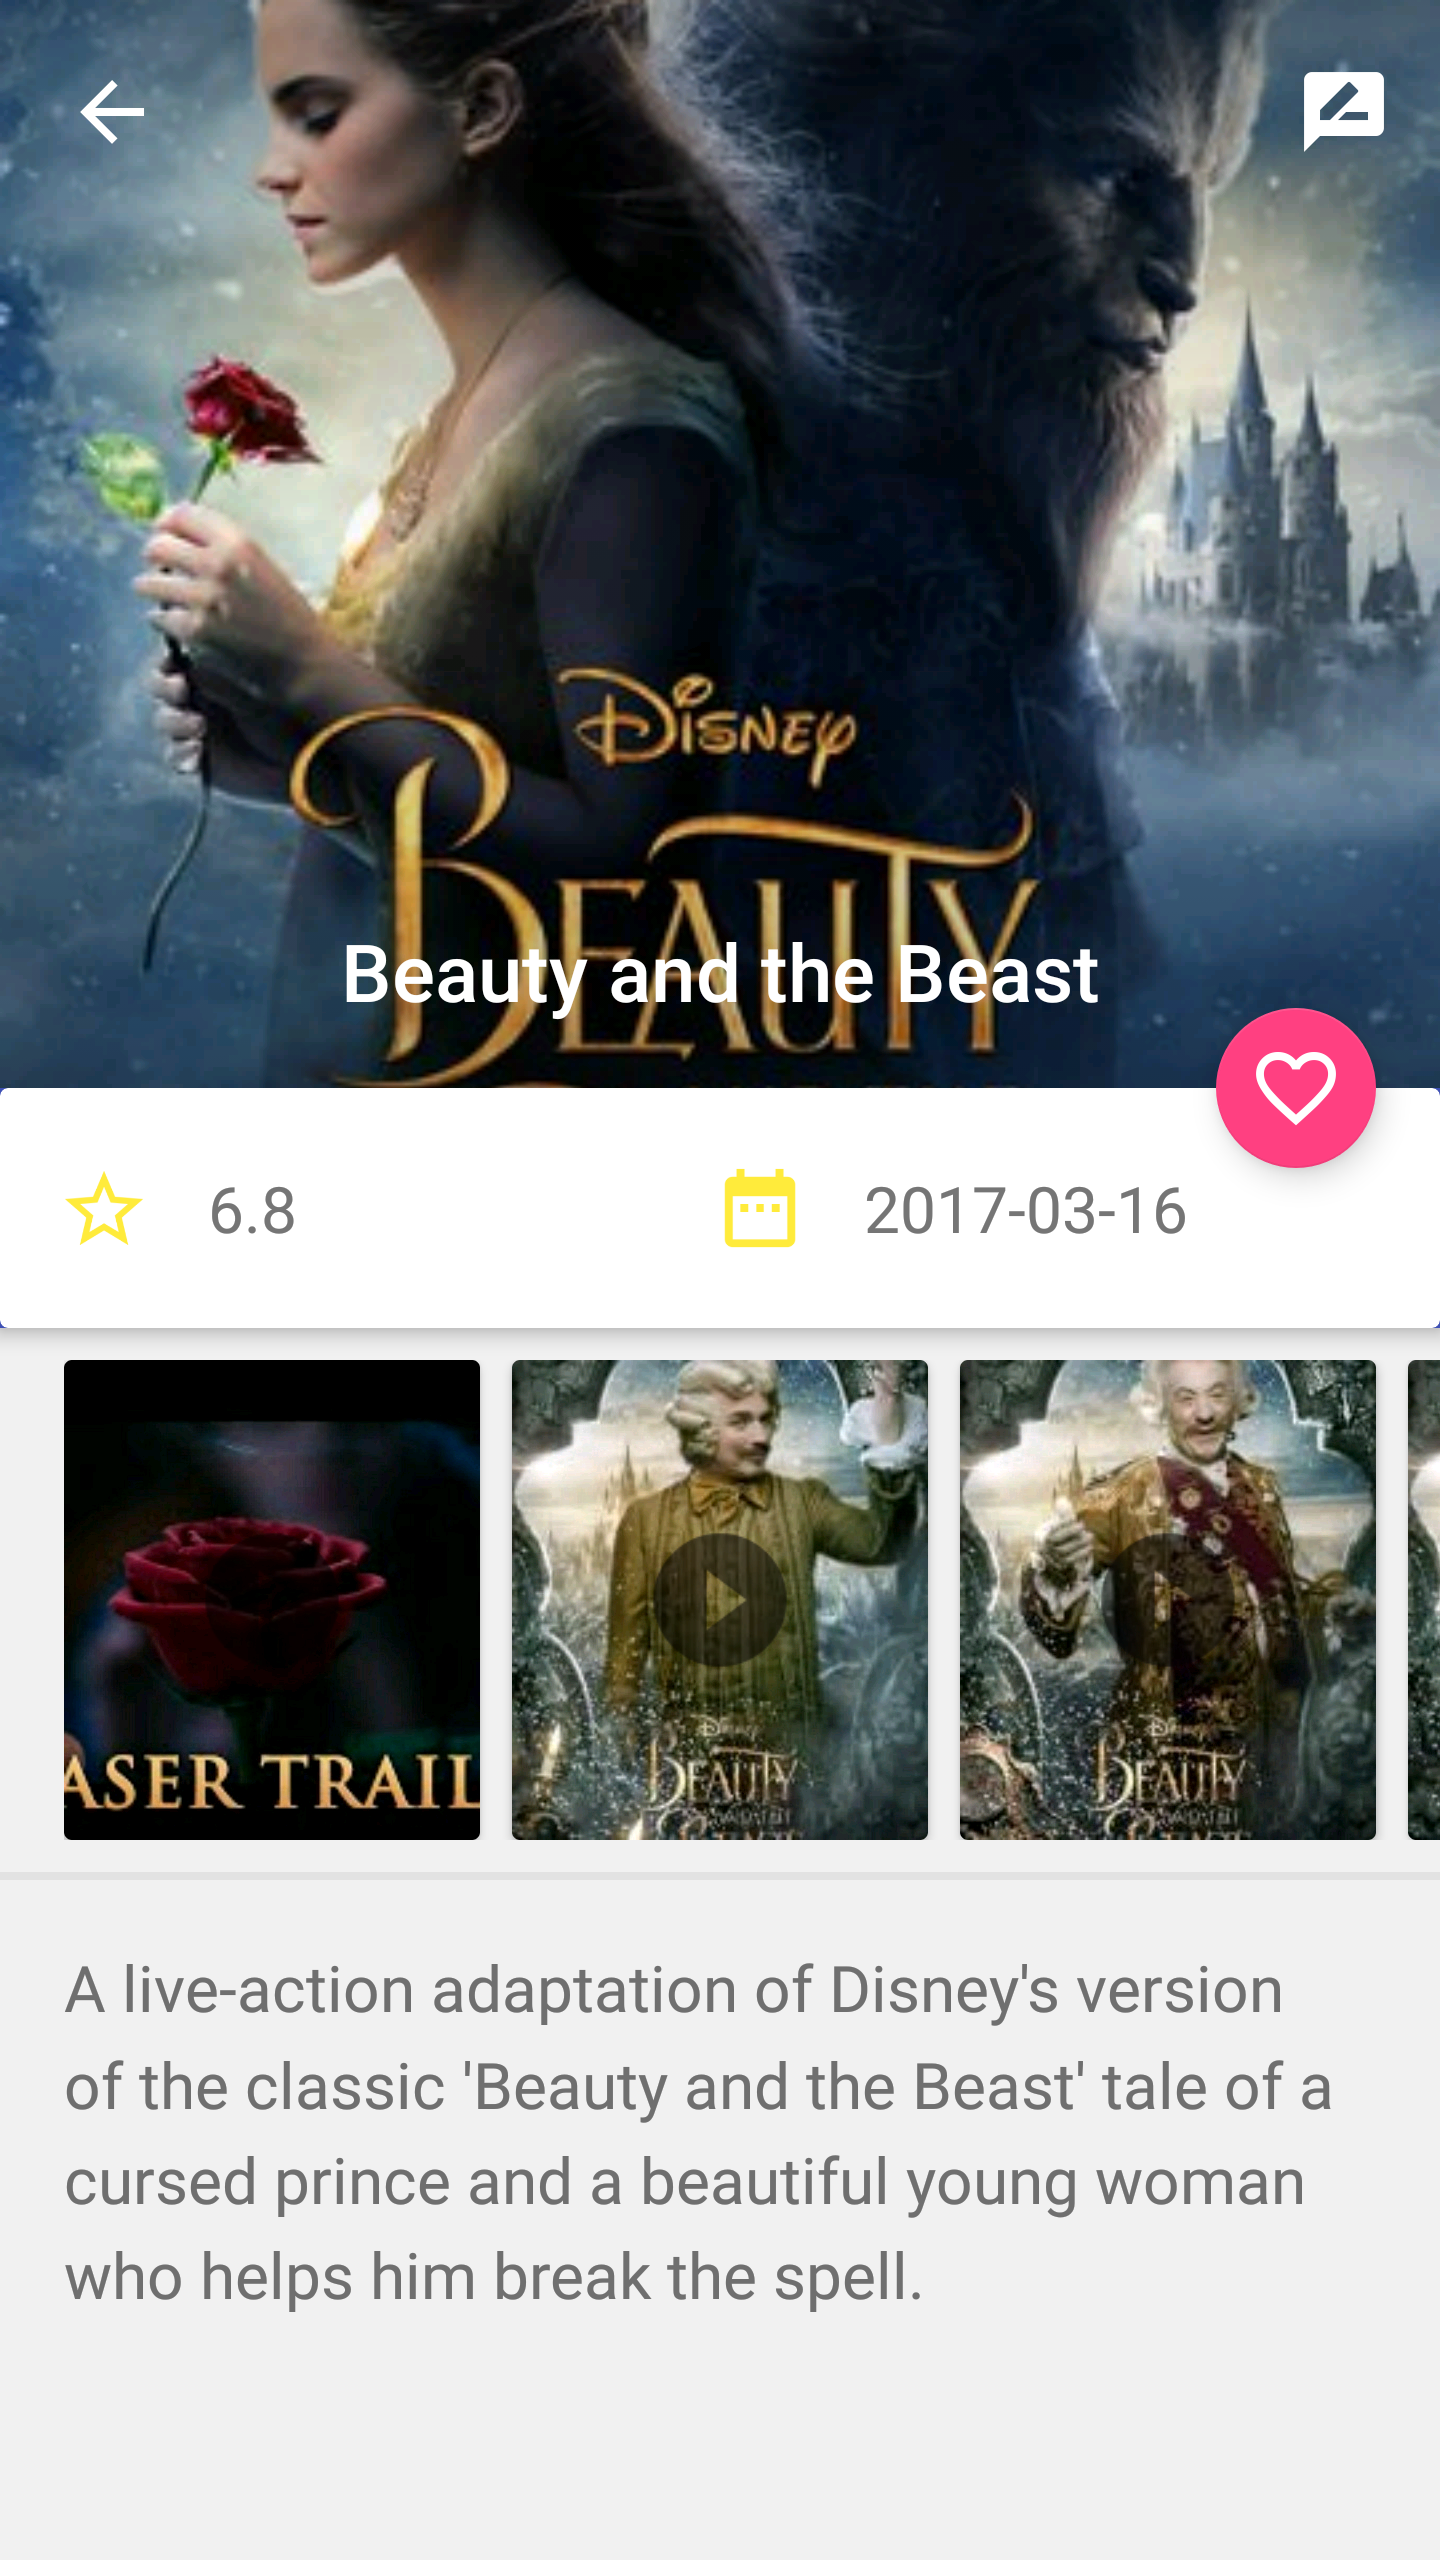 Disney
Beauty
Beauty and the Beast
6.8
2017-03-16
ASER TRAIL
Disney
Beauty
Disney
Beauty
A live-action adaptation of Disney's version
of the classic 'Beauty and the Beast' tale of a
cursed prince and a beautiful young woman
who helps him break the spell.